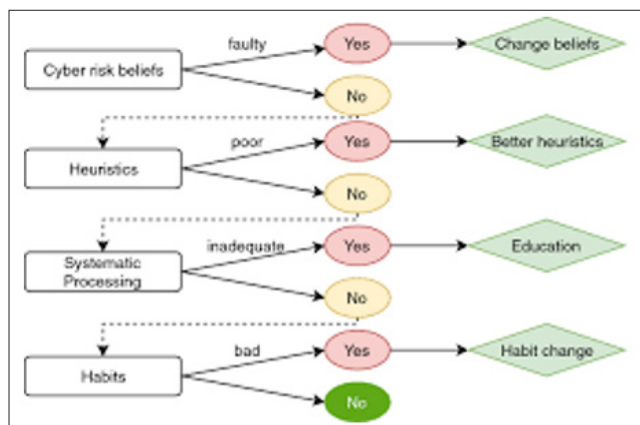 faulty
Yes
Change beliefs
Cyber risk beliefs
No
poor
Yes
Better heuristics
Heuristics
No
inadequate
Yes
Education
Systematic
Processing
No
bad
Yes
Habit change
Habits
No